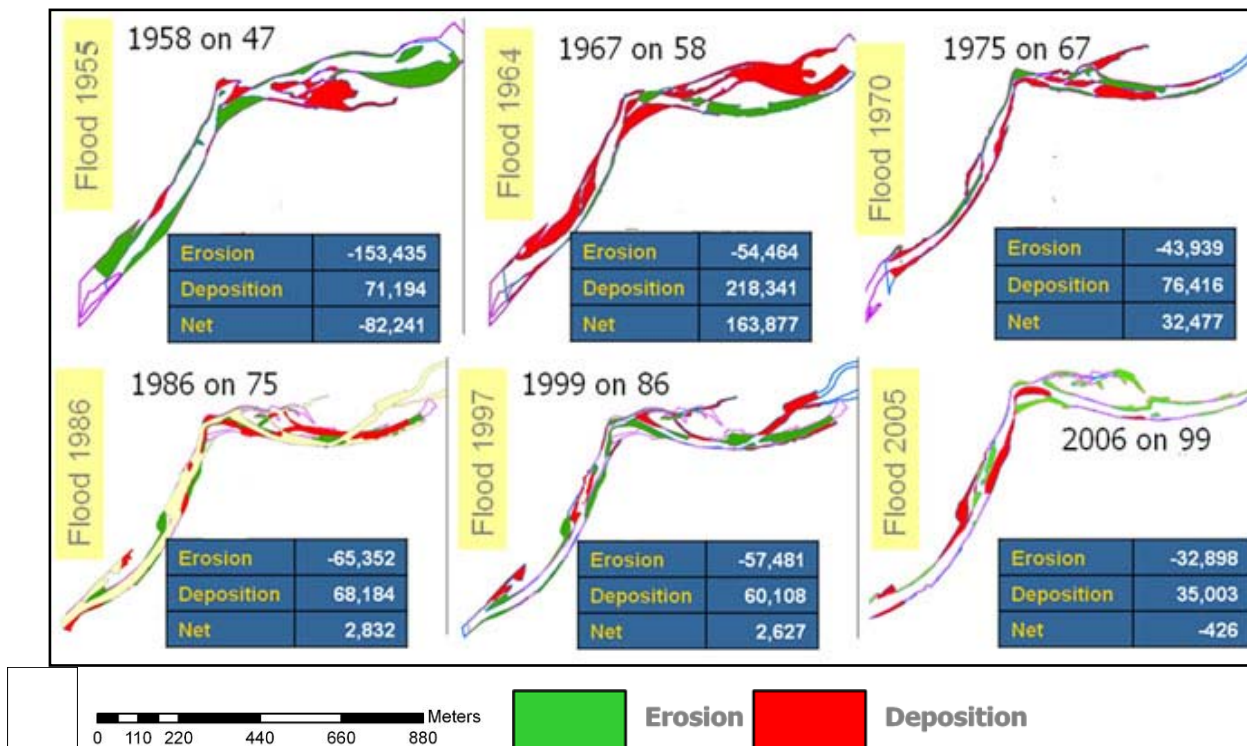 Flood 1955
1958 on 47
Erosion -153,435
Deposition 71,194
Net -82,241
Flood 1964
1967 on 58
Erosion -54,464
Deposition 218,341
Net 163,877
Flood 1970
1975 on 67
Erosion -43,939
Deposition 76,416
Net 32,477
Flood 1986
1986 on 75
Erosion -65,352
Deposition 68,184
Net 2,832
Flood 1997
1999 on 86
Erosion -57,481
Deposition 60,108
Net 2,627
Flood 2005
2006 on 99
Erosion -32,898
Deposition 35,003
Net -426
Meters
0 110 220 440 660 880
Erosion
Deposition